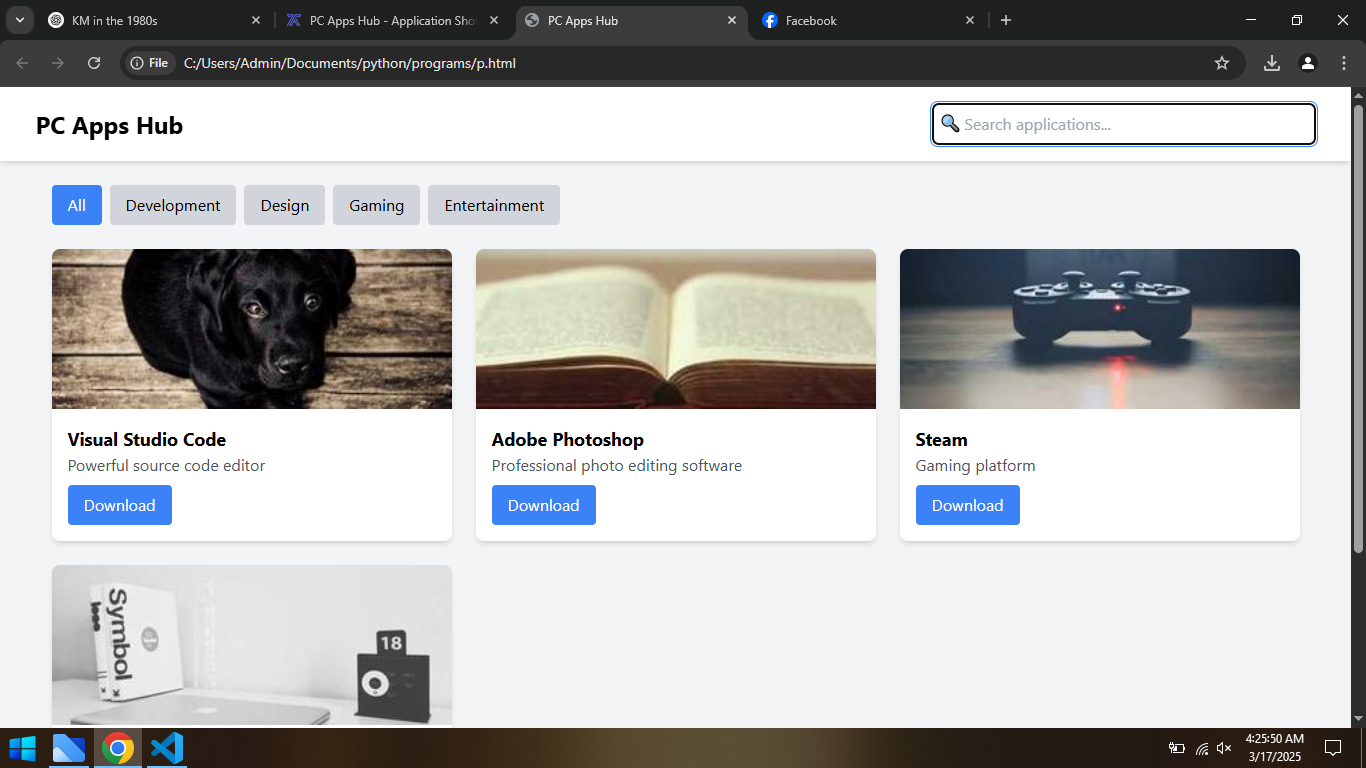 KM in the 1980s
PC Apps Hub - Application Sho
PC Apps Hub
Facebook
File
C:/Users/Admin/Documents/python/programs/p.html
PC Apps Hub
Search applications...
All
Development
Design
Gaming
Entertainment
Visual Studio Code
Powerful source code editor
Download
Adobe Photoshop
Professional photo editing software
Download
Steam
Gaming platform
Download
Symbol
18
4:25:50 AM
3/17/2025